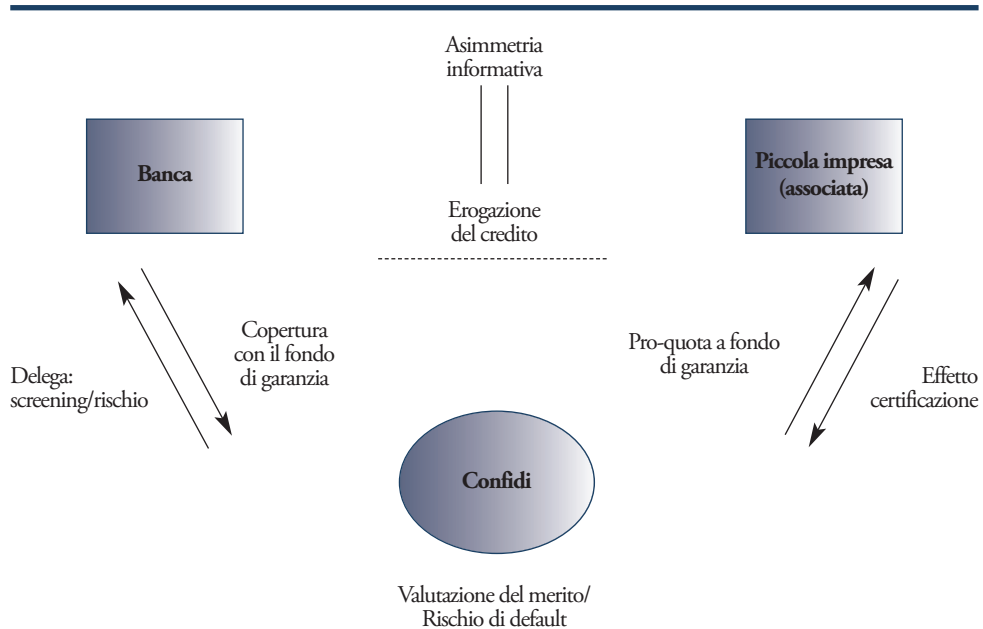 Asimmetria
informativa
Banca
Piccola impresa
(associata)
Erogazione
del credito
Copertura
con il fondo
di garanzia
Delega:
screening/rischio
Pro-quota a fondo
di garanzia
Effetto
certificazione
Confidi
Valutazione del merito/
Rischio di default